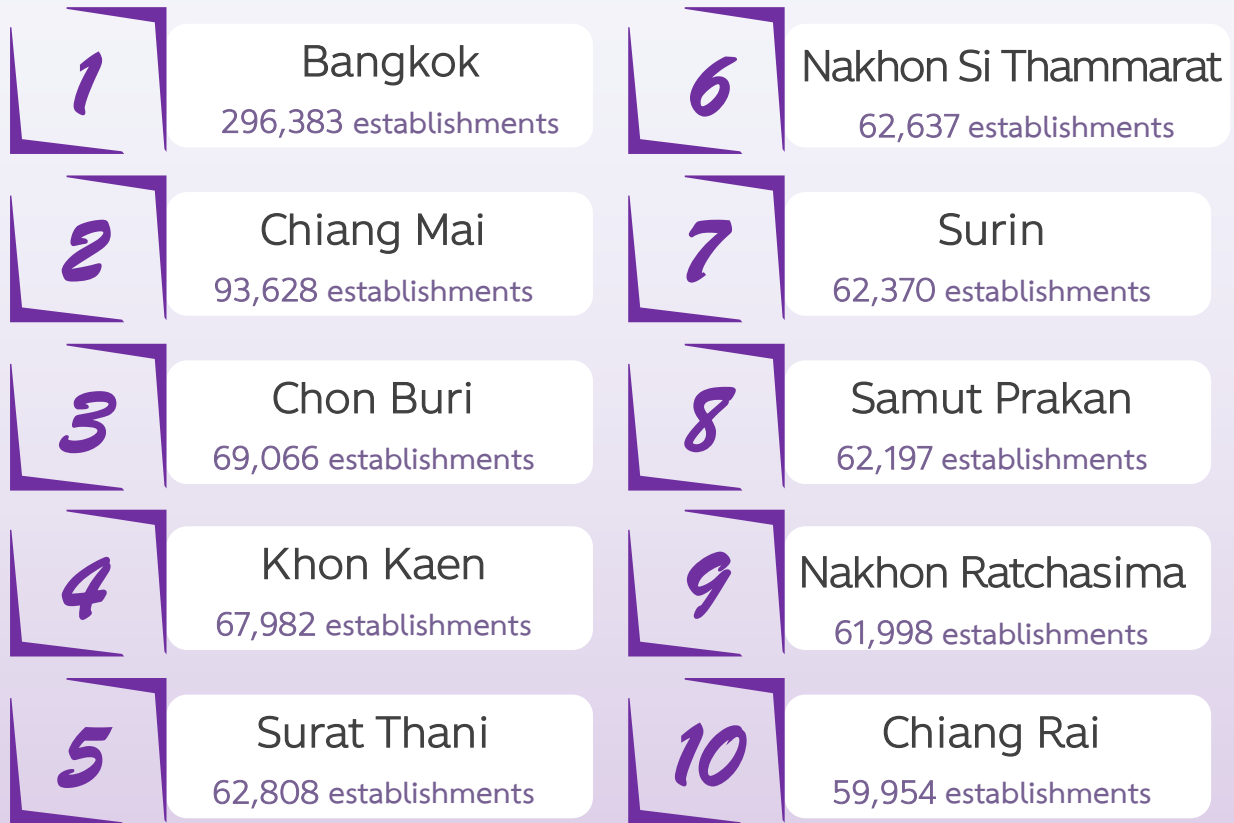 1
Bangkok
296,383 establishments
2
Chiang Mai
93,628 establishments
3
Chon Buri
69,066 establishments
4
Khon Kaen
67,982 establishments
5
Surat Thani
62,808 establishments
6
Nakhon Si Thammarat
62,637 establishments
7
Surin
62,370 establishments
8
Samut Prakan
62,197 establishments
9
Nakhon Ratchasima
61,998 establishments
10
Chiang Rai
59,954 establishments